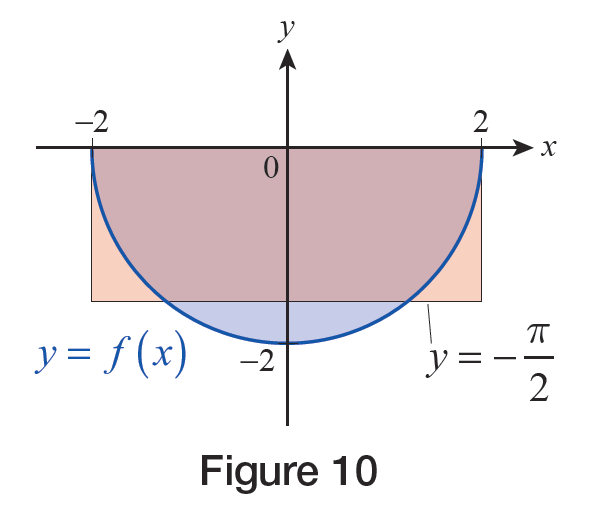 y
−2
2
x
0
y = f(x)
−2
y = −π/2
Figure 10